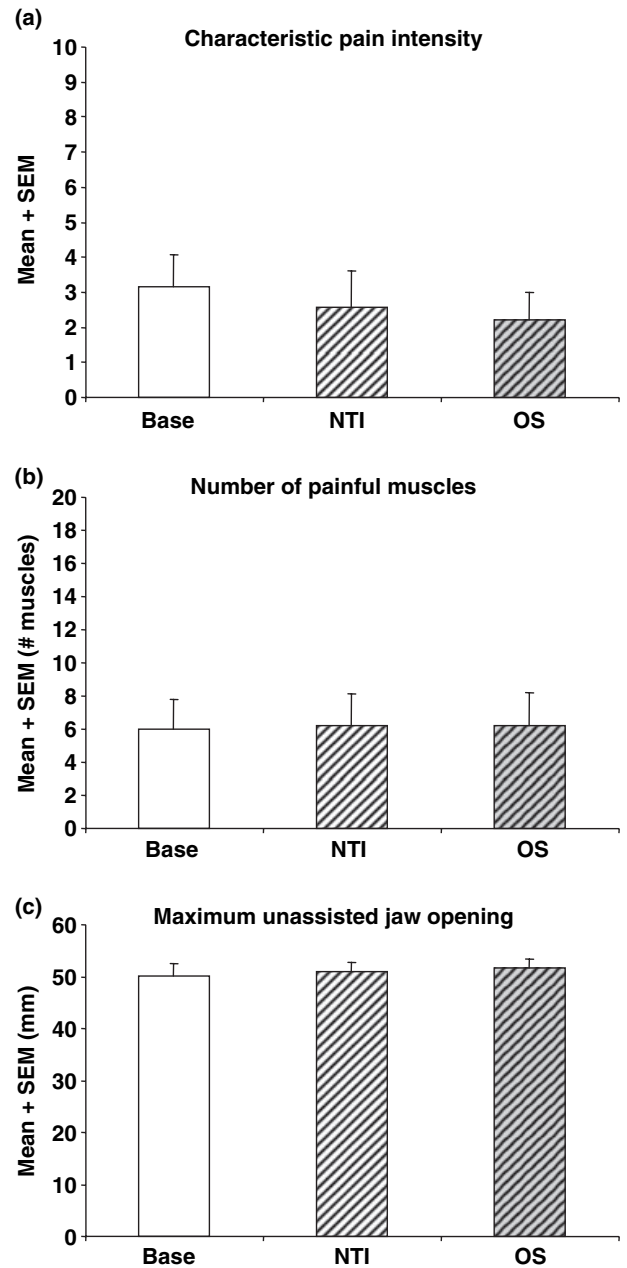 (a)
Characteristic pain intensity
Mean + SEM
10
9
8
7
6
5
4
3
2
1
0
Base NTI OS
(b)
Number of painful muscles
Mean + SEM (# muscles)
20
18
16
14
12
10
8
6
4
2
0
Base NTI OS
(c)
Maximum unassisted jaw opening
Mean + SEM (mm)
60
50
40
30
20
10
0
Base NTI OS